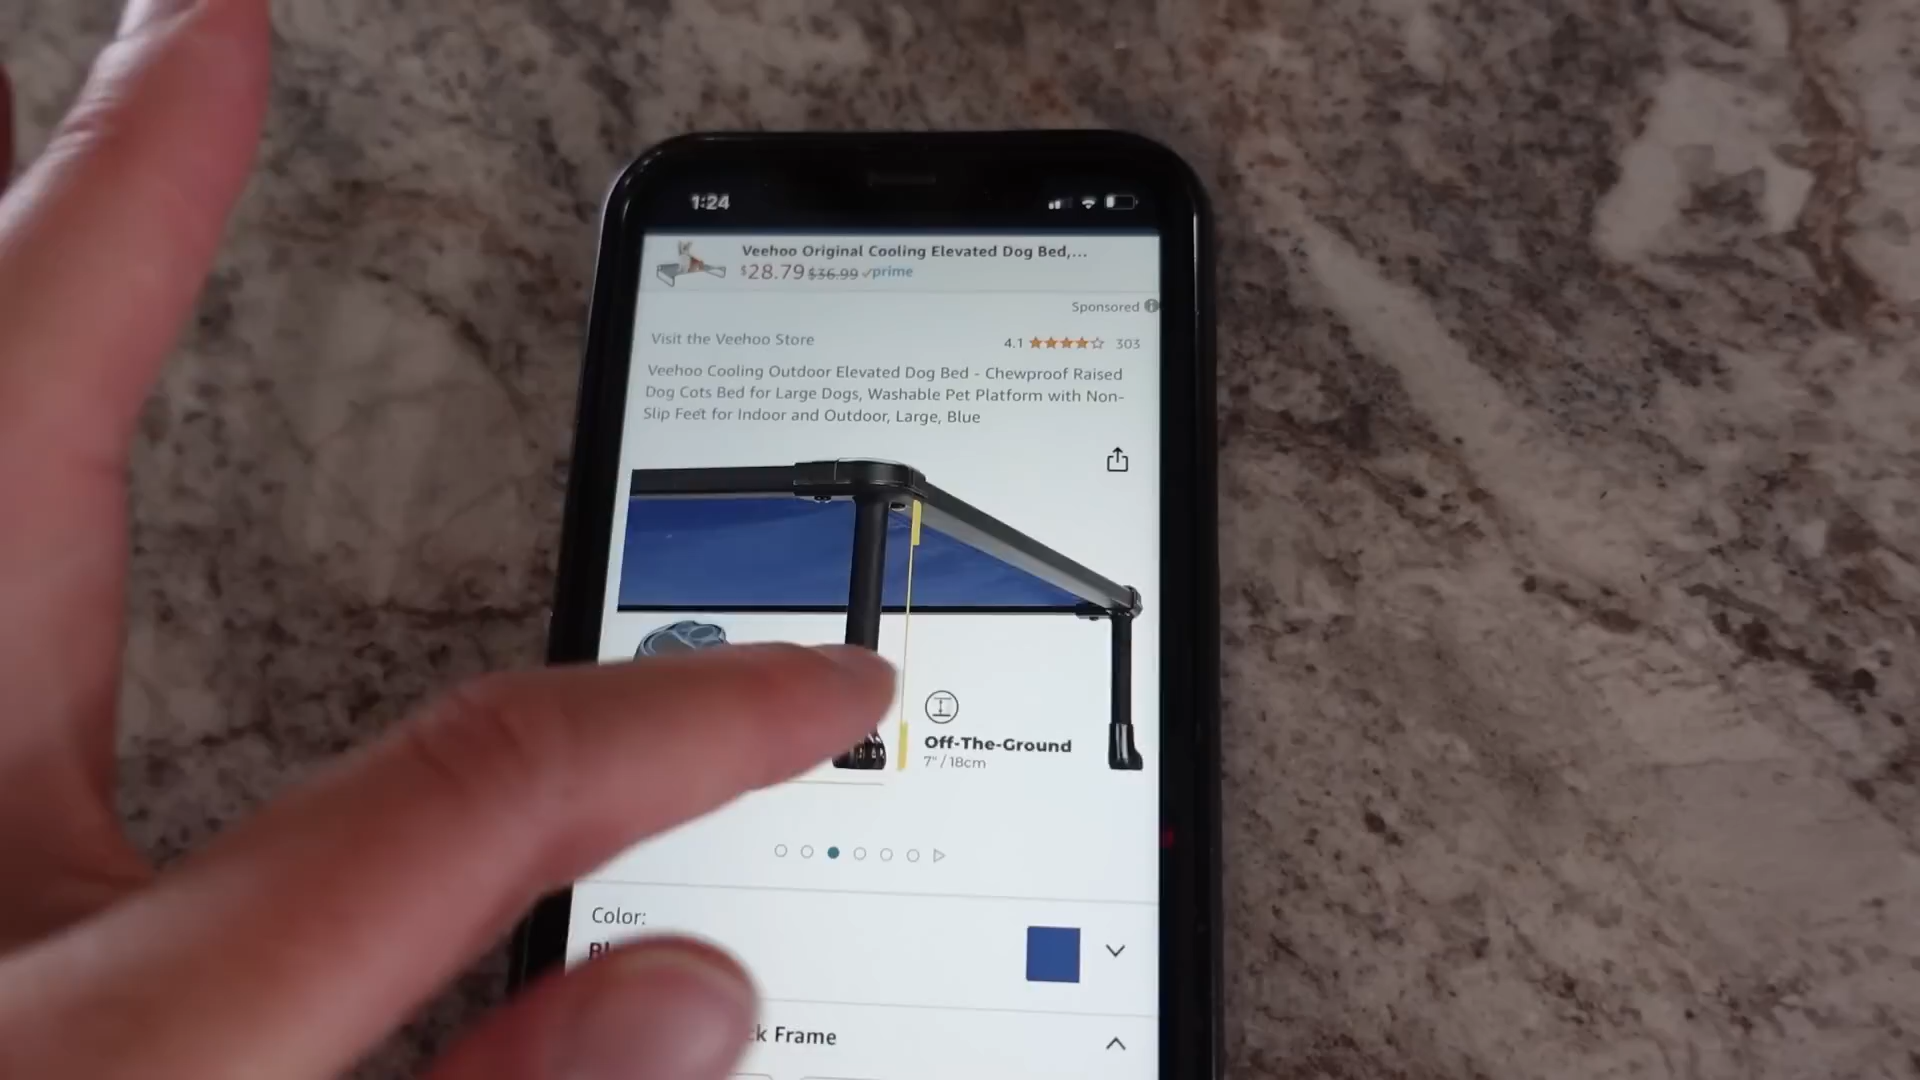 1:24
Veehoo Original Cooling Elevated Dog Bed,...
$28.79 $36.99 ✓prime
Sponsored
Visit the Veehoo Store
4.1 303
Veehoo Cooling Outdoor Elevated Dog Bed - Chewproof Raised
Dog Cots Bed for Large Dogs, Washable Pet Platform with Non-
Slip Feet for Indoor and Outdoor, Large, Blue
Off-The-Ground
7"/18cm
Color:
Frame